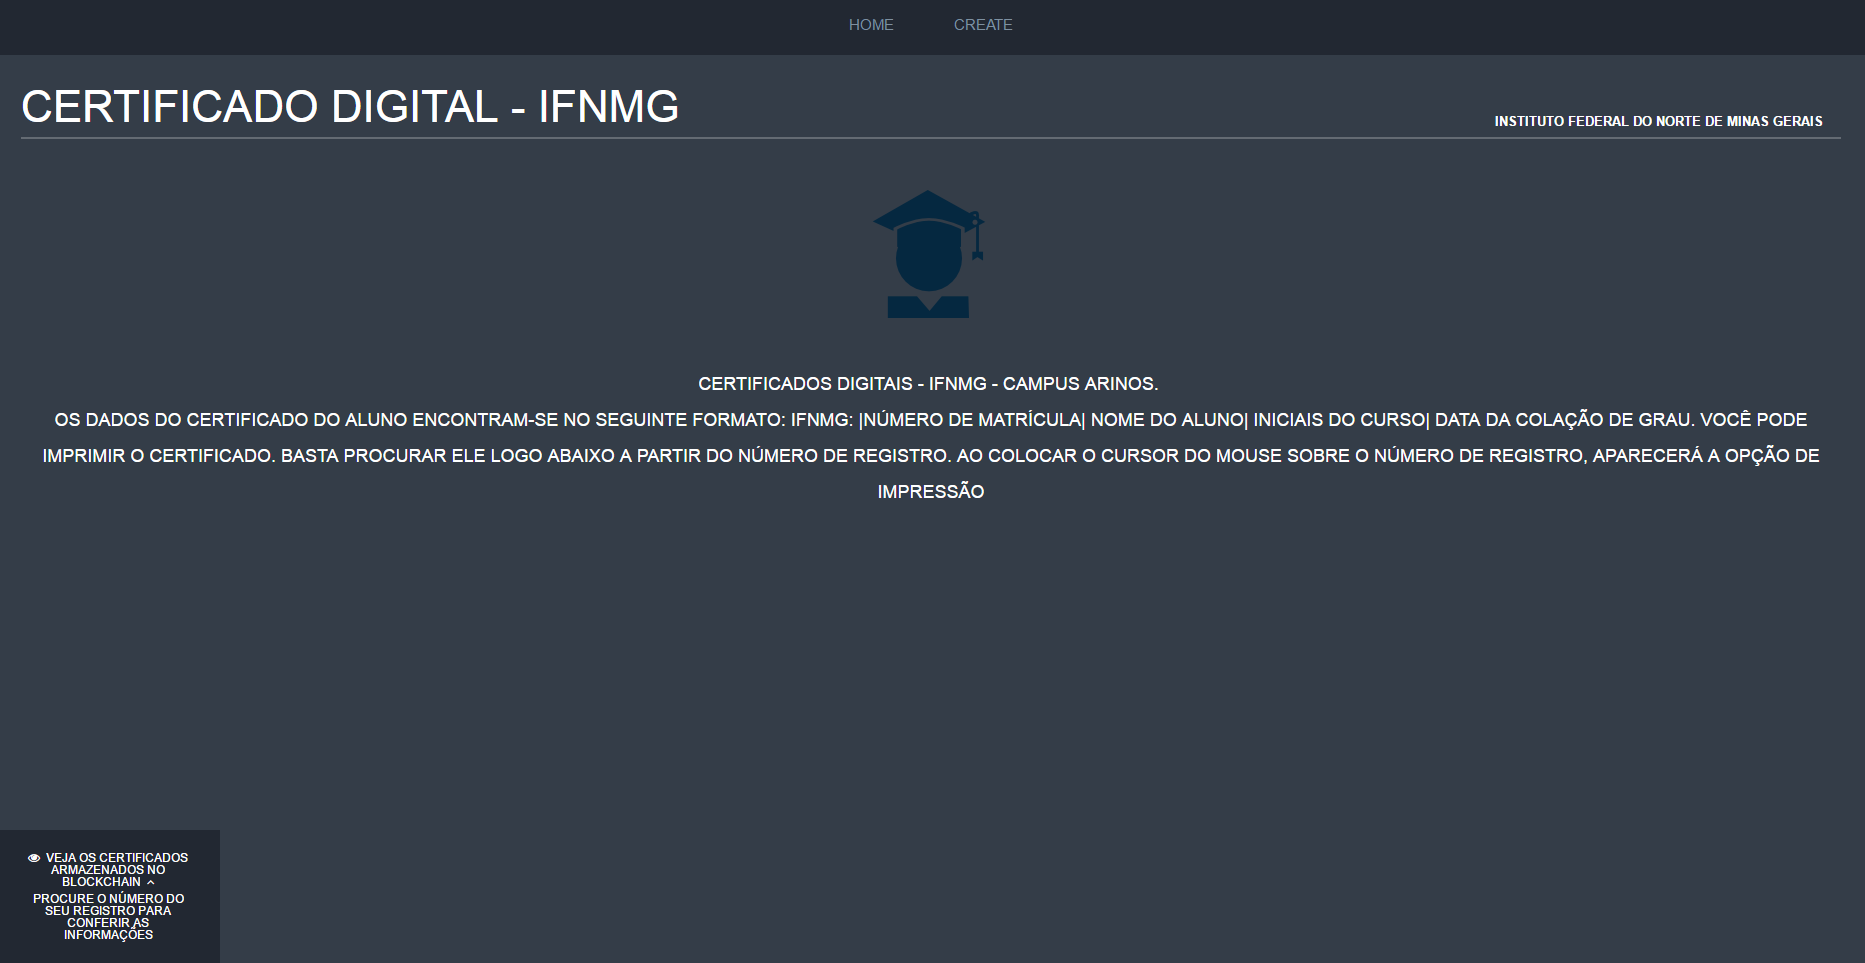 HOME CREATE
CERTIFICADO DIGITAL - IFNMG
INSTITUTO FEDERAL DO NORTE DE MINAS GERAIS
CERTIFICADOS DIGITAIS - IFNMG - CAMPUS ARINOS.
OS DADOS DO CERTIFICADO DO ALUNO ENCONTRAM-SE NO SEGUINTE FORMATO: IFNMG: |NÚMERO DE MATRÍCULA| NOME DO ALUNO| INICIAIS DO CURSO| DATA DA COLAÇÃO DE GRAU. VOCÊ PODE
IMPRIMIR O CERTIFICADO. BASTA PROCURAR ELE LOGO ABAIXO A PARTIR DO NÚMERO DE REGISTRO. AO COLOCAR O CURSOR DO MOUSE SOBRE O NÚMERO DE REGISTRO, APARECERÁ A OPÇÃO DE
IMPRESSÃO
VEJA OS CERTIFICADOS
ARMAZENADOS NO
BLOCKCHAIN
PROCURE O NÚMERO DO
SEU REGISTRO PARA
CONFERIR AS
INFORMAÇÕES